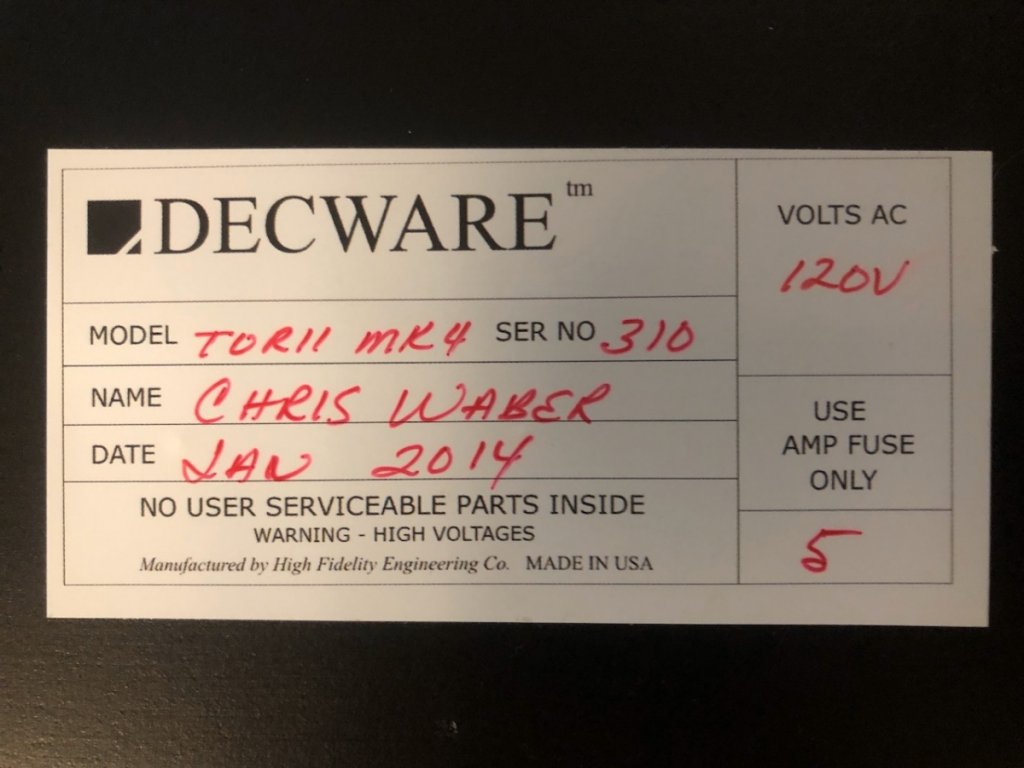 DECWARE tm
MODEL TORII MK4 SER NO 310
NAME CHRIS WABER
DATE JAN 2014
NO USER SERVICEABLE PARTS INSIDE
WARNING - HIGH VOLTAGES
Manufactured by High Fidelity Engineering Co. MADE IN USA
VOLTS AC
120V
USE
AMP FUSE
ONLY
5